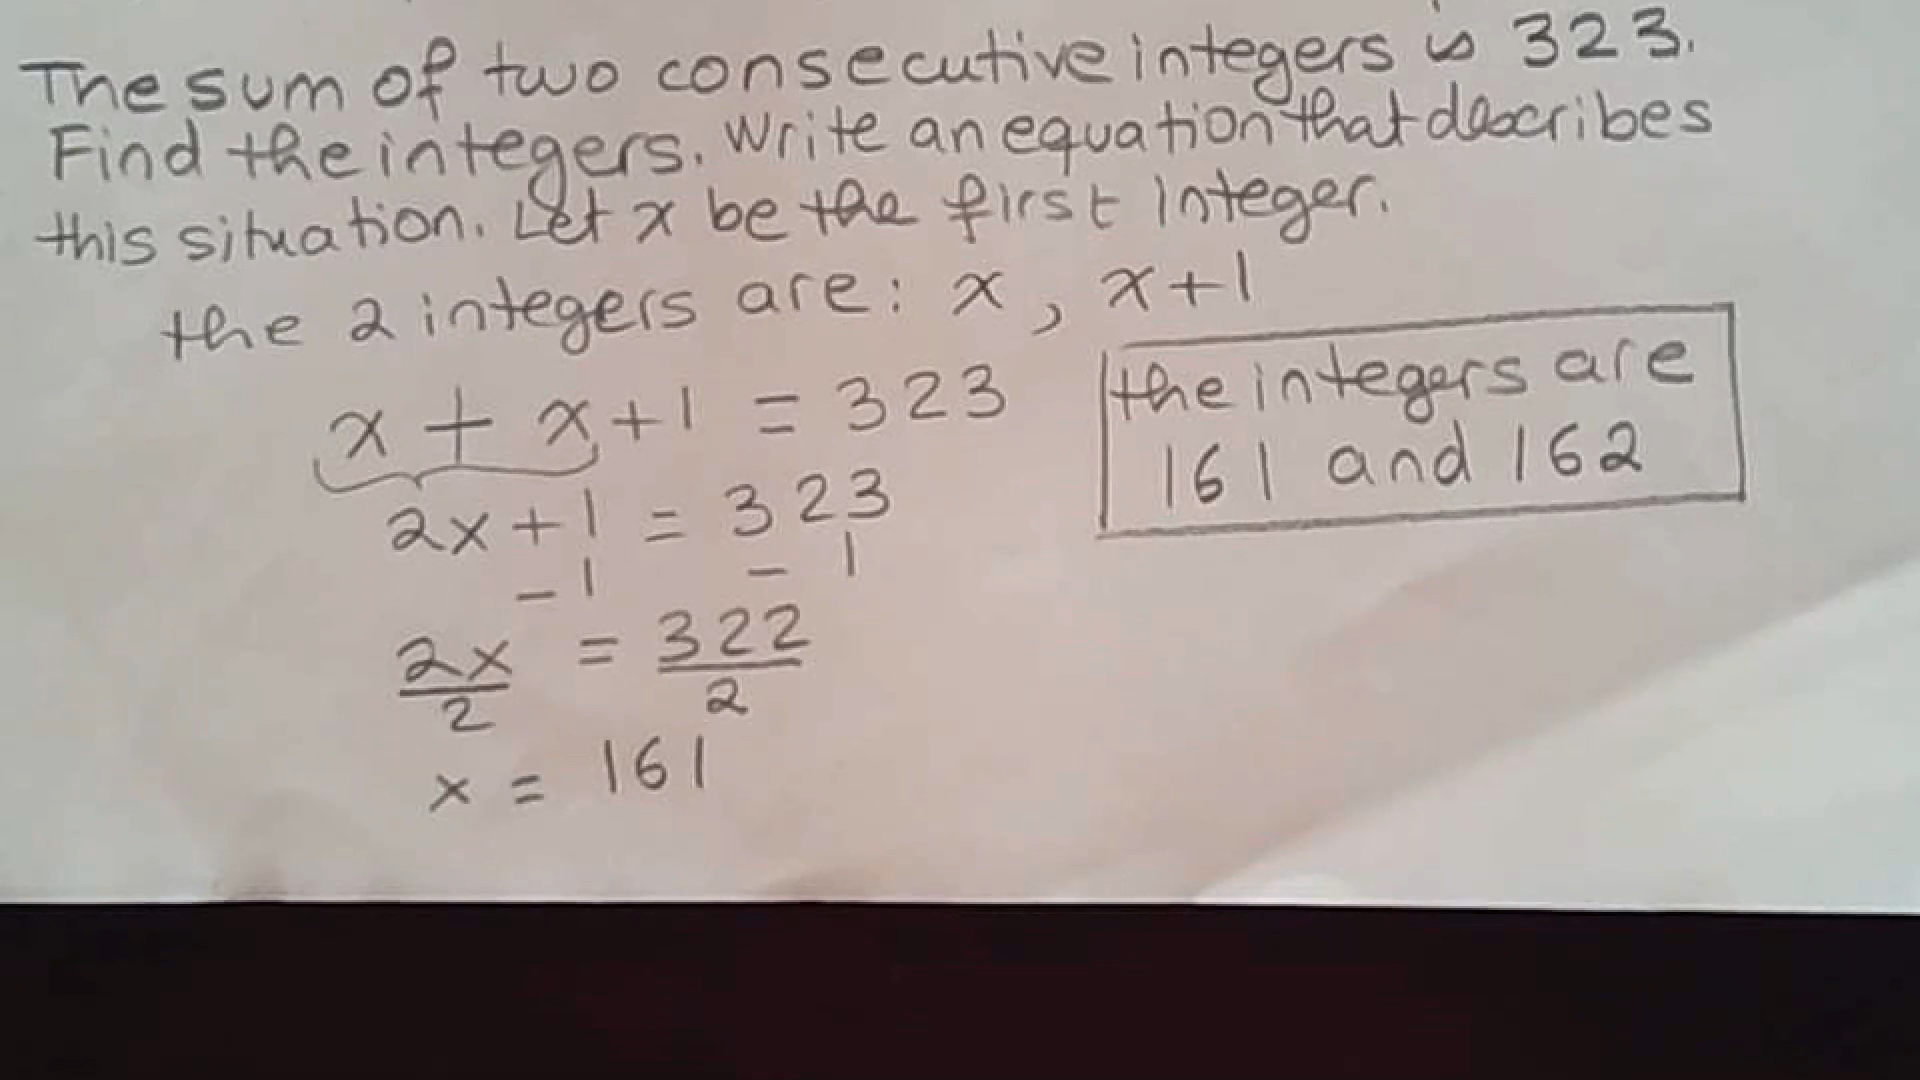 The sum of two consecutive integers is 323.
Find the integers. Write an equation that describes
this situation. Let x be the first integer.
the 2 integers are: x, x+1
x + x+1 = 323
the integers are
161 and 162
2x+1 = 323
-1 - 1
2x/2 = 322/2
x = 161